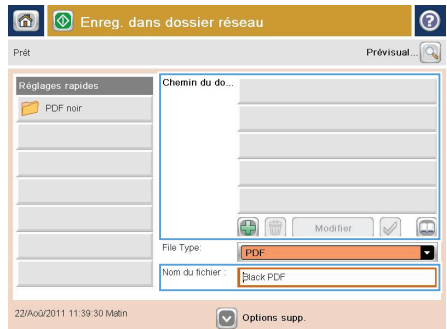 Enreg. dans dossier réseau
Prêt
Prévisual...
Réglages rapides
PDF noir
Chemin du do...
Modifier
File Type:
PDF
Nom du fichier :
Black PDF
22/Aoû/2011 11:39:30 Matin
Options supp.